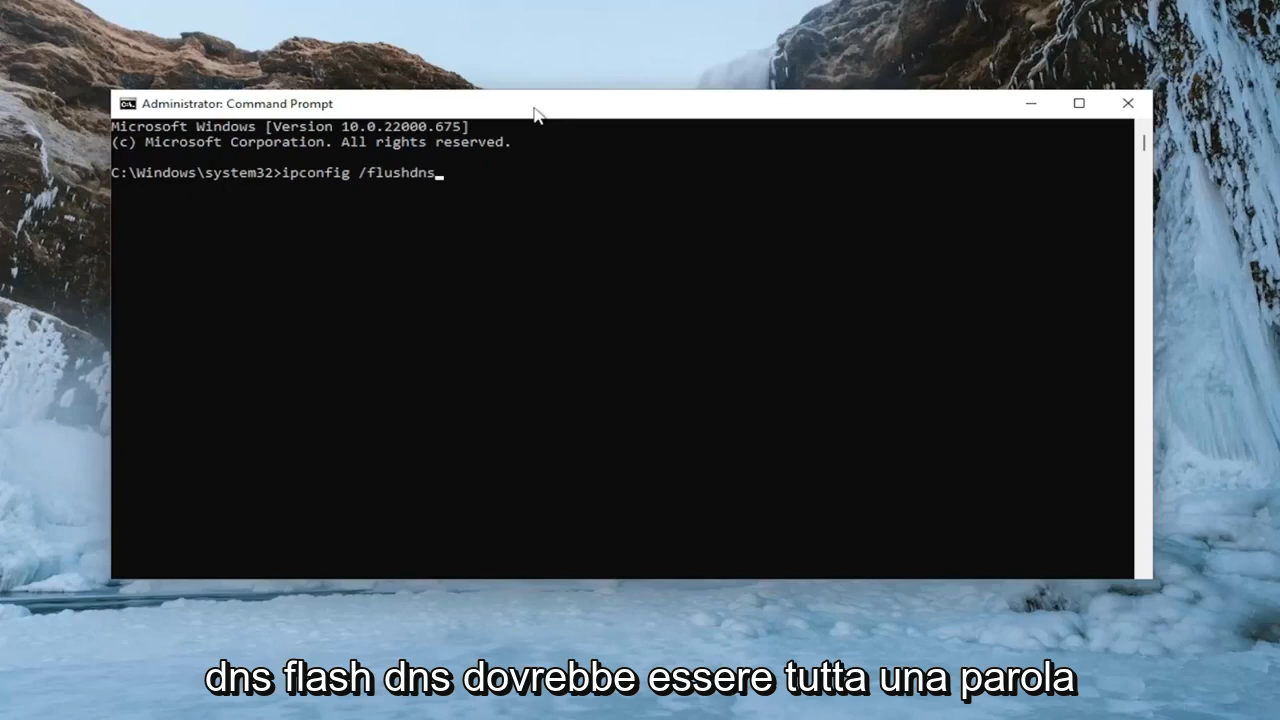 Administrator: Command Prompt
Microsoft Windows [Version 10.0.22000.675]
(c) Microsoft Corporation. All rights reserved.
C:\Windows\system32>ipconfig /flushdns
dns flash dns dovrebbe essere tutta una parola